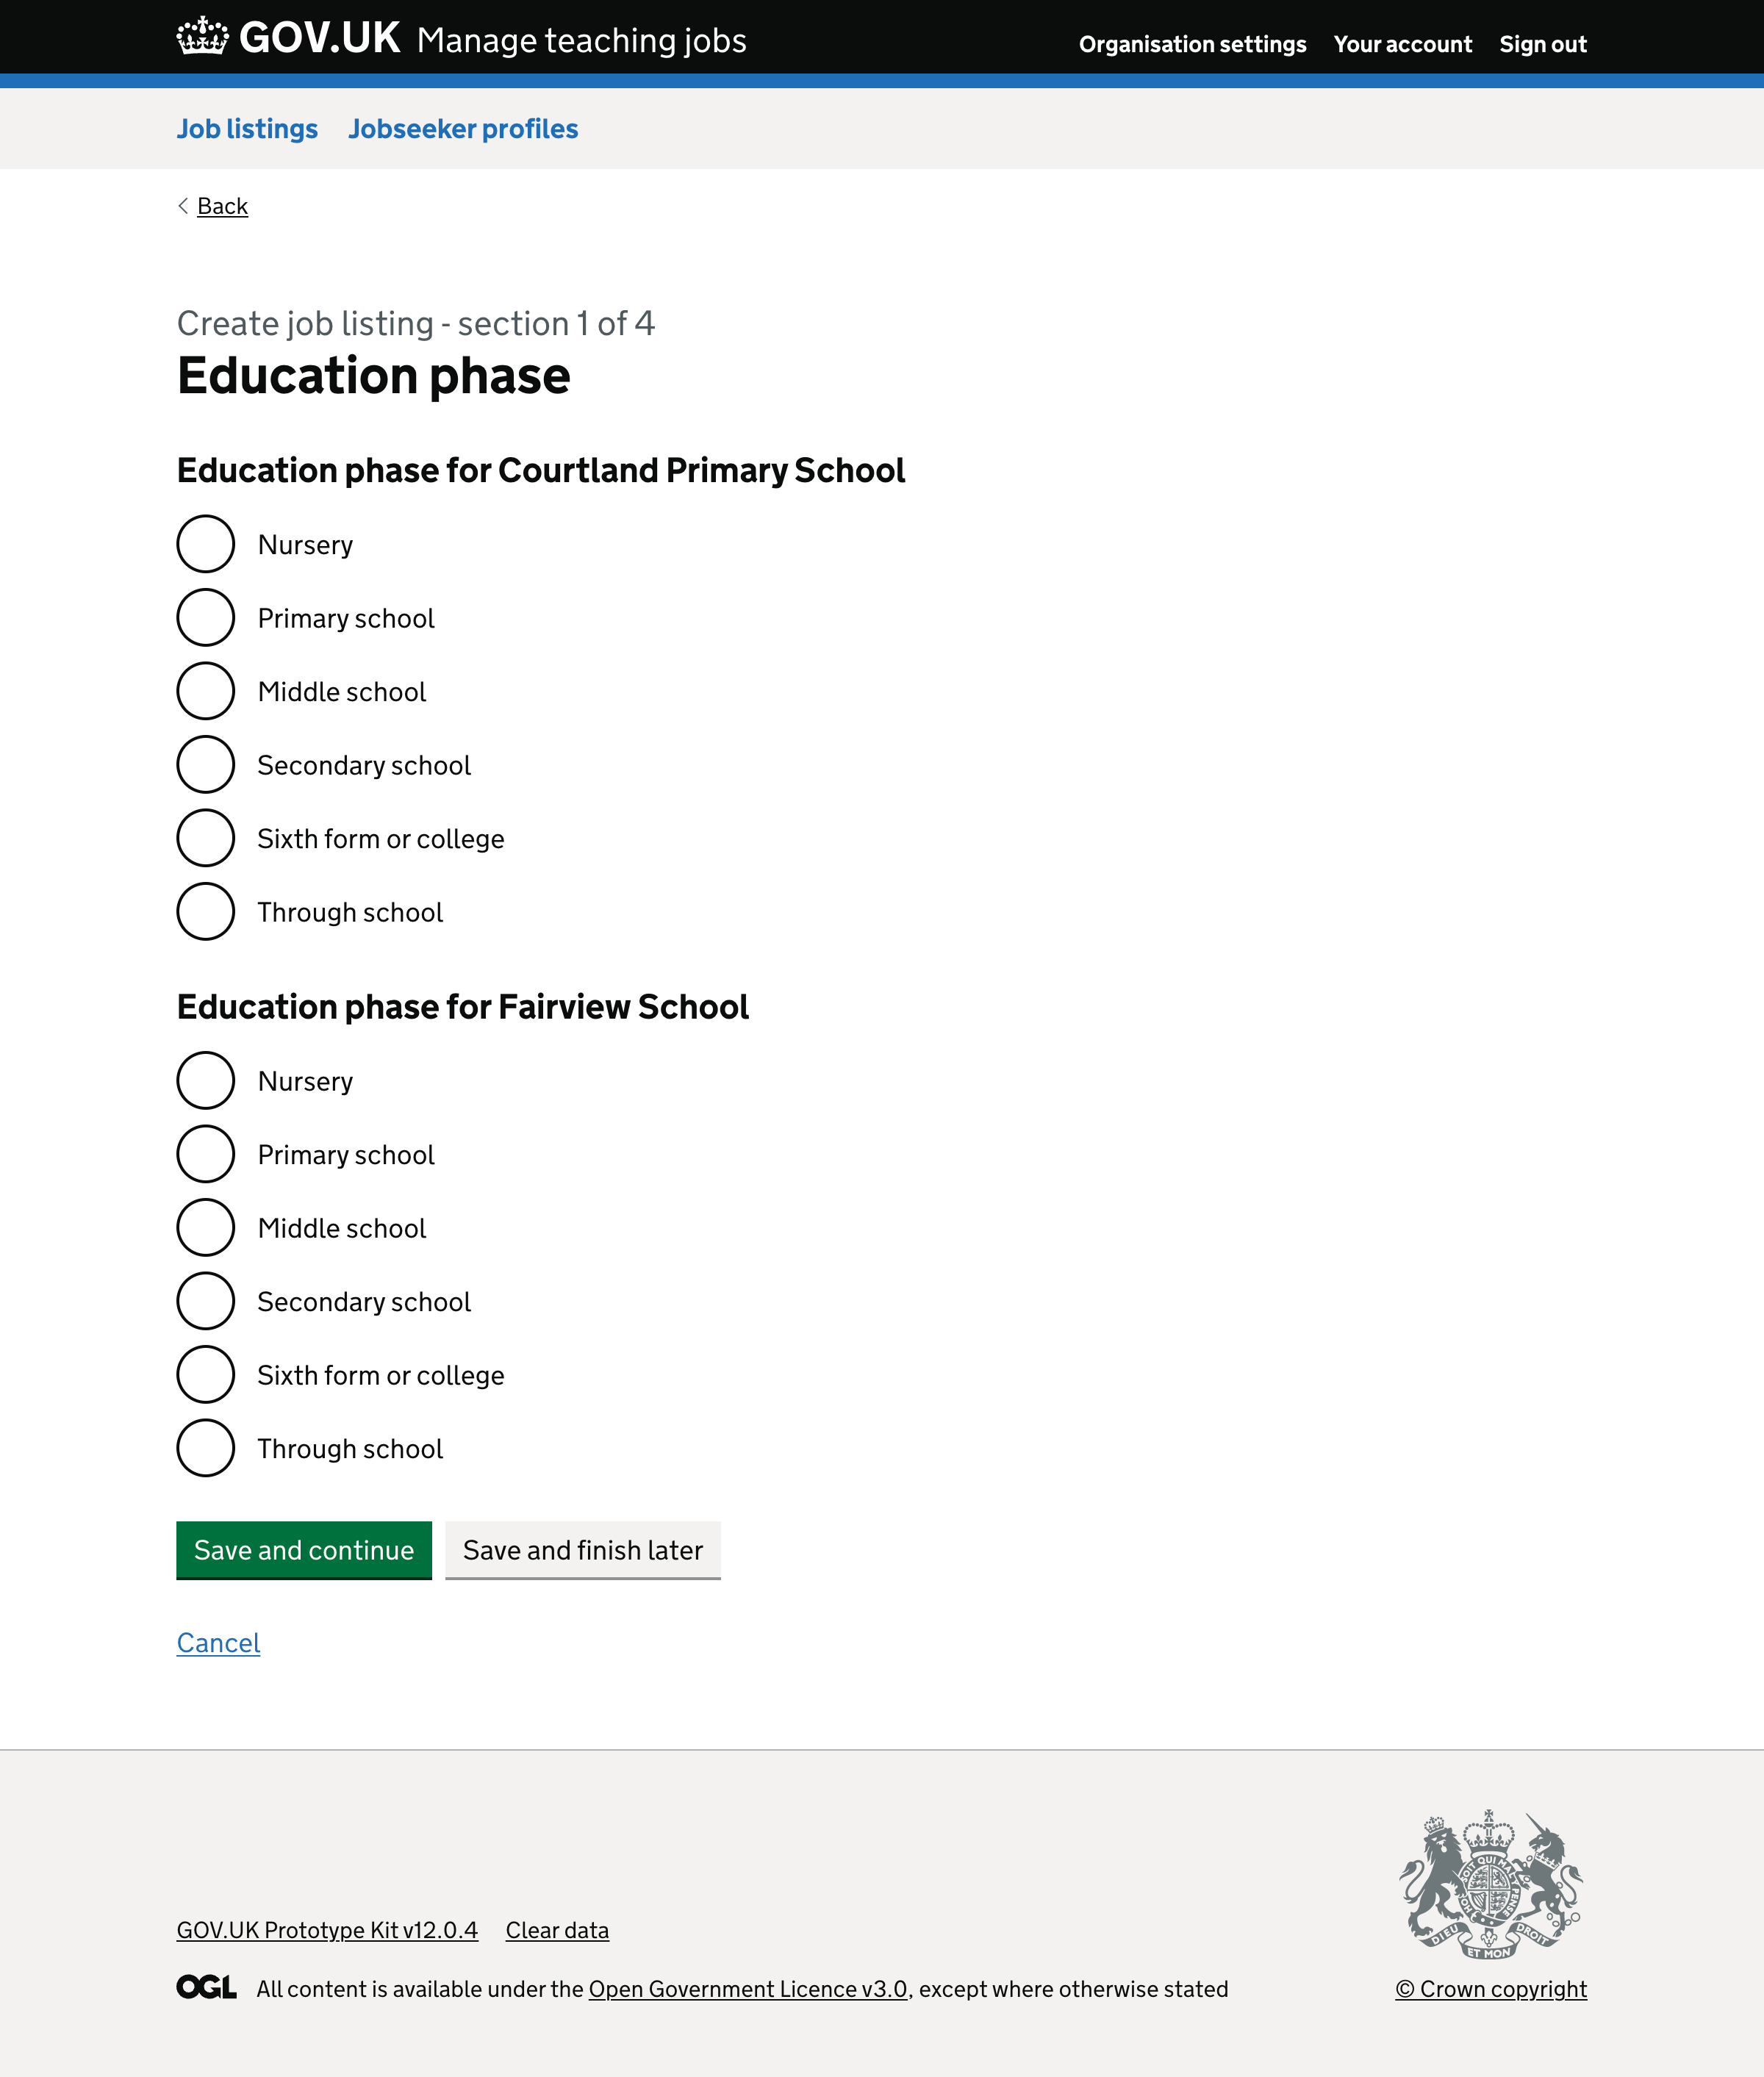 GOV.UK Manage teaching jobs
Organisation settings Your account Sign out
Job listings Jobseeker profiles
Back
Create job listing - section 1 of 4
Education phase
Education phase for Courtland Primary School
Nursery
Primary school
Middle school
Secondary school
Sixth form or college
Through school
Education phase for Fairview School
Nursery
Primary school
Middle school
Secondary school
Sixth form or college
Through school
Save and continue Save and finish later
Cancel
GOV.UK Prototype Kit v12.0.4 Clear data
DIEU ET MON DROIT
OGL All content is available under the Open Government Licence v3.0, except where otherwise stated
© Crown copyright